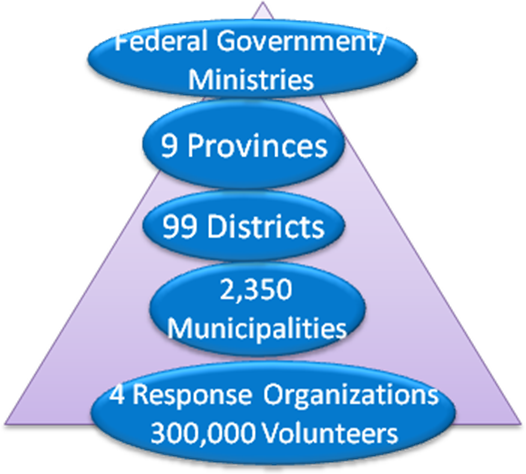 Federal Government/
Ministries
9 Provinces
99 Districts
2,350
Municipalities
4 Response Organizations
300,000 Volunteers